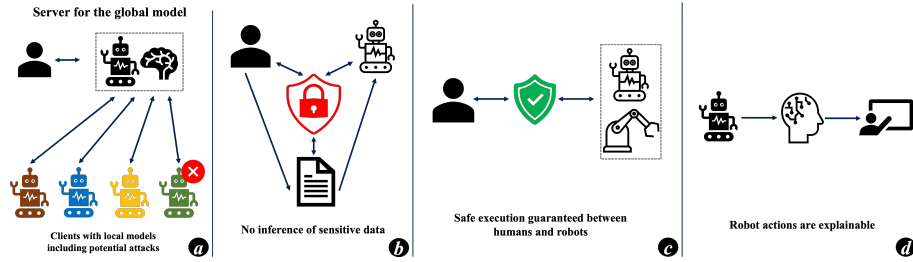 Server for the global model
Clients with local models
including potential attacks
a
No inference of sensitive data
b
Safe execution guaranteed between
humans and robots
c
Robot actions are explainable
d